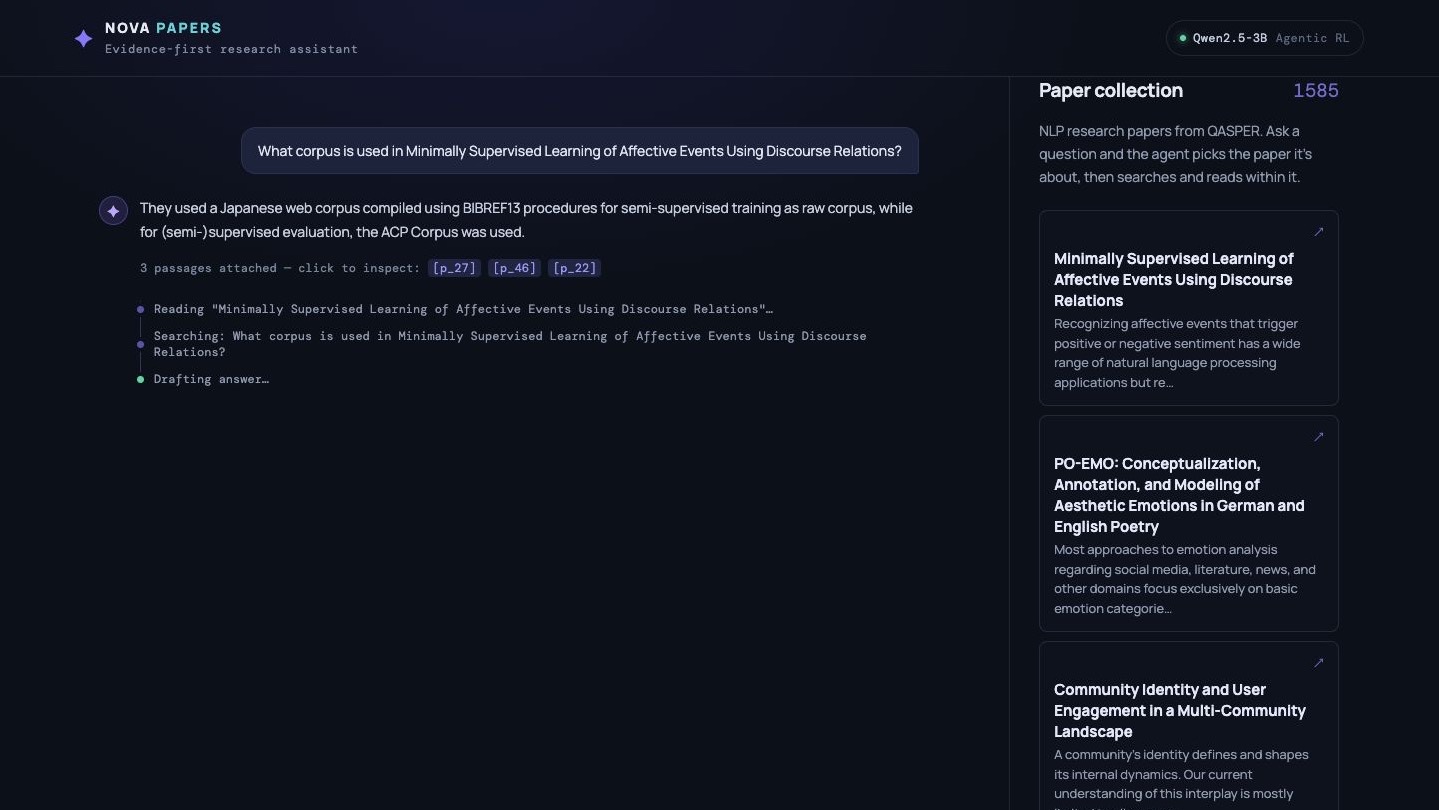 NOVA PAPERS
Evidence-first research assistant
Qwen2.5-3B Agentic RL
What corpus is used in Minimally Supervised Learning of Affective Events Using Discourse Relations?
They used a Japanese web corpus compiled using BIBREF13 procedures for semi-supervised training as raw corpus, while
for (semi-)supervised evaluation, the ACP Corpus was used.
3 passages attached — click to inspect: [p_27] [p_46] [p_22]
Reading "Minimally Supervised Learning of Affective Events Using Discourse Relations"…
Searching: What corpus is used in Minimally Supervised Learning of Affective Events Using Discourse
Relations?
Drafting answer…
Paper collection 1585
NLP research papers from QASPER. Ask a
question and the agent picks the paper it's
about, then searches and reads within it.
↗
Minimally Supervised Learning of
Affective Events Using Discourse
Relations
Recognizing affective events that trigger
positive or negative sentiment has a wide
range of natural language processing
applications but re…
↗
PO-EMO: Conceptualization,
Annotation, and Modeling of
Aesthetic Emotions in German and
English Poetry
Most approaches to emotion analysis
regarding social media, literature, news, and
other domains focus exclusively on basic
emotion categorie…
↗
Community Identity and User
Engagement in a Multi-Community
Landscape
A community's identity defines and shapes
its internal dynamics. Our current
understanding of this interplay is mostly